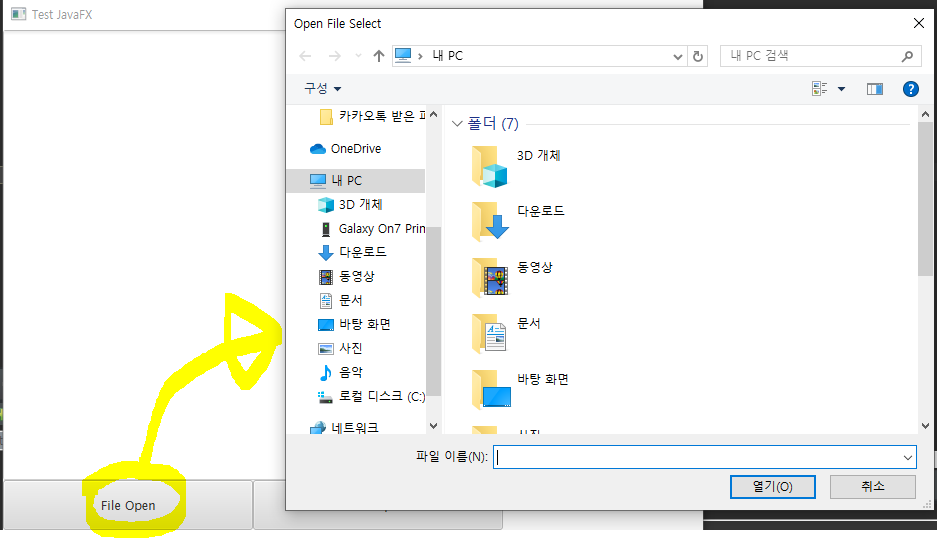 Test JavaFX
Open File Select
내 PC
내 PC 검색
구성
카카오톡 받은 파
OneDrive
내 PC
3D 개체
Galaxy On7 Prin
다운로드
동영상
문서
바탕 화면
사진
음악
로컬 디스크 (C:)
네트워크
폴더 (7)
3D 개체
다운로드
동영상
문서
바탕 화면
사진
파일 이름(N):
열기(O)
취소
File Open